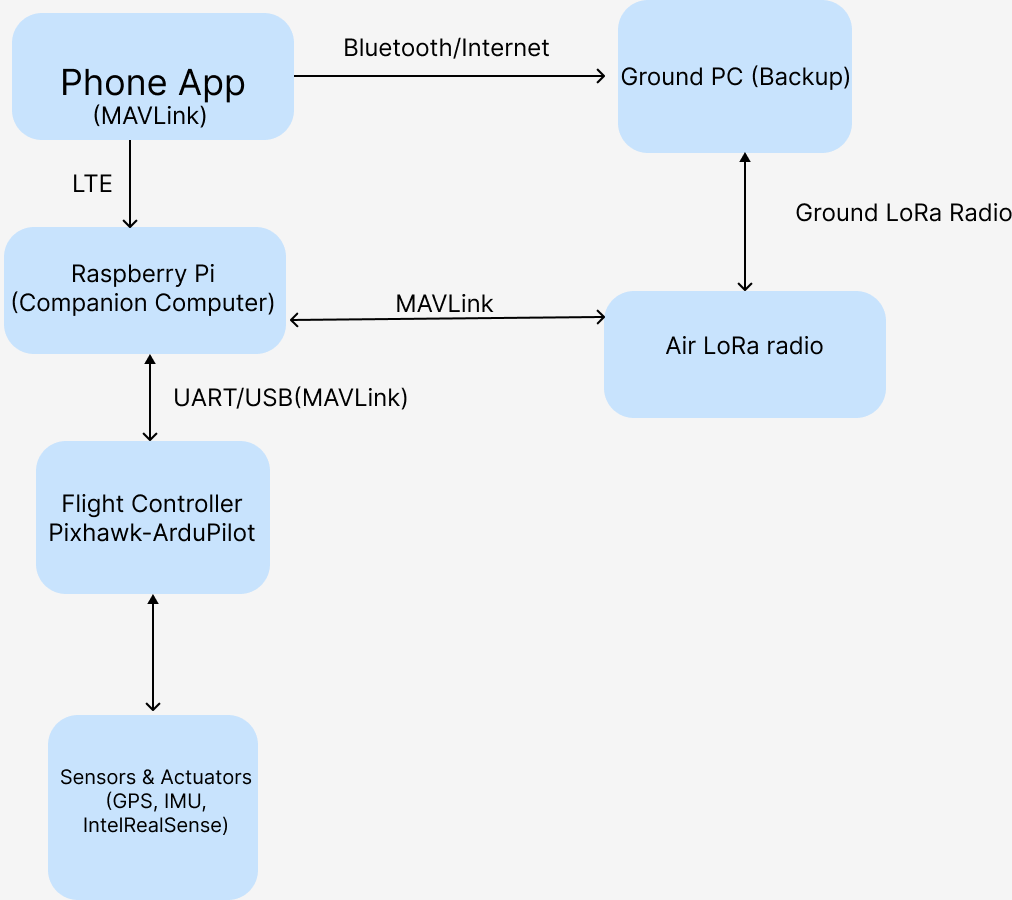 Phone App
(MAVLink)
Bluetooth/Internet
Ground PC (Backup)
LTE
Ground LoRa Radio
Raspberry Pi
(Companion Computer)
MAVLink
Air LoRa radio
UART/USB(MAVLink)
Flight Controller
Pixhawk-ArduPilot
Sensors & Actuators
(GPS, IMU,
IntelRealSense)